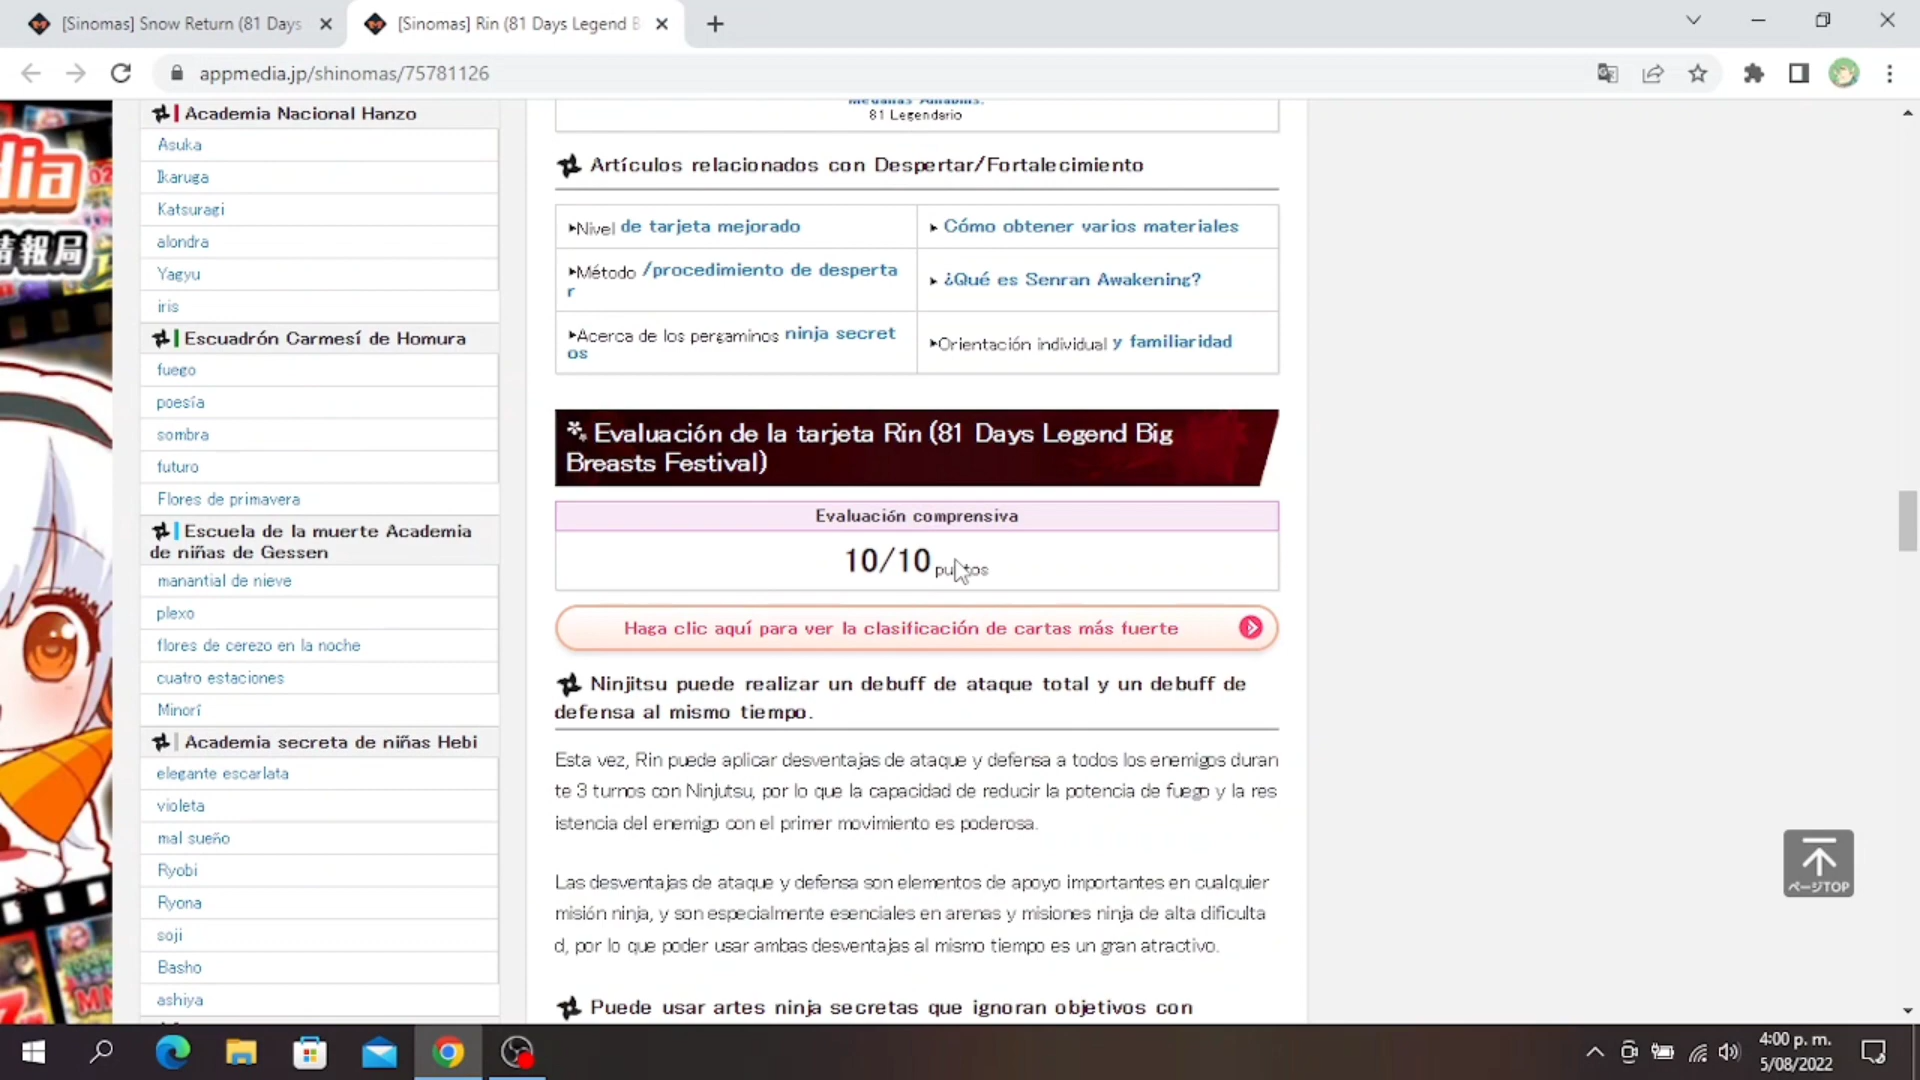 [Sinomas] Snow Return (81 Days
[Sinomas] Rin (81 Days Legend B
appmedia.jp/shinomas/75781126
dia
02
情報局
Academia Nacional Hanzo
Asuka
Ikaruga
Katsuragi
alondra
Yagyu
iris
Escuadrón Carmesí de Homura
fuego
poesía
sombra
futuro
Flores de primavera
Escuela de la muerte Academia
de niñas de Gessen
manantial de nieve
plexo
flores de cerezo en la noche
cuatro estaciones
Minorí
Academia secreta de niñas Hebi
elegante escarlata
violeta
mal sueño
Ryobi
Ryona
soji
Basho
ashiya
81 Legendario
Artículos relacionados con Despertar/Fortalecimiento
▸Nivel de tarjeta mejorado
▸ Cómo obtener varios materiales
▸Método /procedimiento de desperta
r
▸ ¿Qué es Senran Awakening?
▸Acerca de los pergaminos ninja secret
os
▸Orientación individual y familiaridad
Evaluación de la tarjeta Rin (81 Days Legend Big
Breasts Festival)
Evaluación comprensiva
10/10 puntos
Haga clic aquí para ver la clasificación de cartas más fuerte
Ninjitsu puede realizar un debuff de ataque total y un debuff de
defensa al mismo tiempo.
Esta vez, Rin puede aplicar desventajas de ataque y defensa a todos los enemigos duran
te 3 turnos con Ninjutsu, por lo que la capacidad de reducir la potencia de fuego y la res
istencia del enemigo con el primer movimiento es poderosa.
Las desventajas de ataque y defensa son elementos de apoyo importantes en cualquier
misión ninja, y son especialmente esenciales en arenas y misiones ninja de alta dificulta
d, por lo que poder usar ambas desventajas al mismo tiempo es un gran atractivo.
Puede usar artes ninja secretas que ignoran objetivos con
ページTOP
4:00 p. m.
5/08/2022